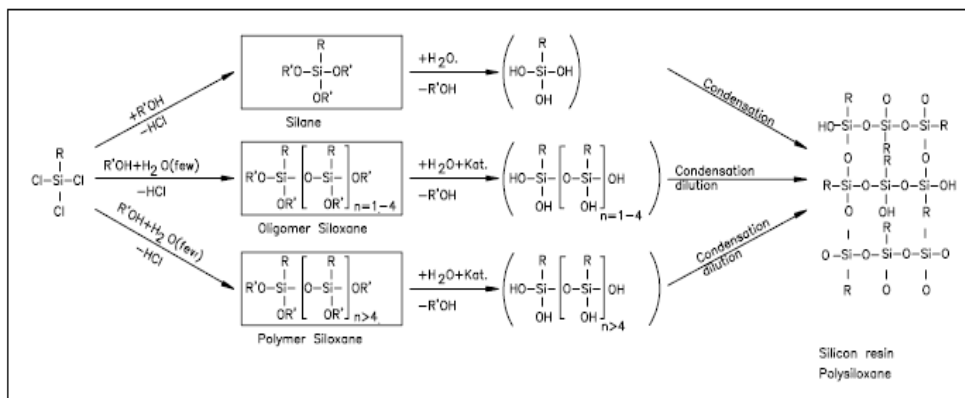 R
Cl–Si–Cl
Cl
+R'OH
–HCl
R
R'O–Si–OR'
OR'
Silane
+H2O.
–R'OH
R
HO–Si–OH
OH
Condensation
R'OH+H2O(few)
–HCl
R R
R'O–Si–[O–Si–]OR'
OR' OR' n=1–4
Oligomer Siloxane
+H2O+Kat.
–R'OH
R R
HO–Si–[O–Si–]OH
OH OH n=1–4
Condensation
dilution
R'OH+H2 O(few)
–HCl
R R
R'O–Si–[O–Si–]OR'
OR' OR' n>4
Polymer Siloxane
+H2O+Kat.
–R'OH
R R
HO–Si–[O–Si–]OH
OH OH n>4
Condensation
dilution
R O O
HO–Si–O–Si–O–Si–R
R
O R O
R–Si–O–Si–O–Si–OH
O OH R
R
O–Si–O–Si–O–Si–O
R O O
Silicon resin
Polysiloxane